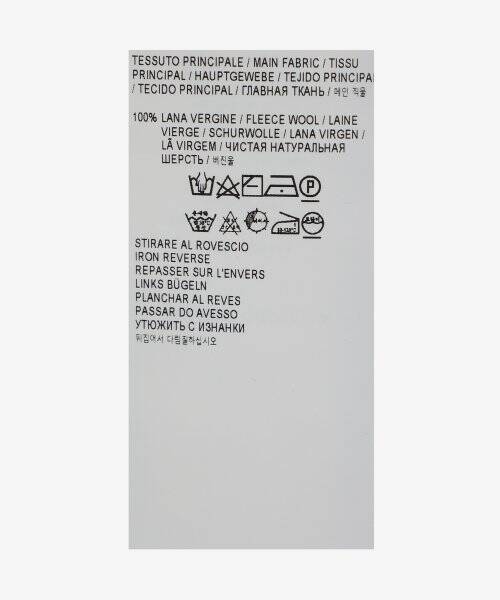 TESSUTO PRINCIPALE / MAIN FABRIC / TISSU
PRINCIPAL / HAUPTGEWEBE / TEJIDO PRINCIPAL
/ TECIDO PRINCIPAL / ГЛАВНАЯ ТКАНЬ / 메인 직물
100% LANA VERGINE / FLEECE WOOL / LAINE
VIERGE / SCHURWOLLE / LANA VIRGEN /
LÃ VIRGEM / ЧИСТАЯ НАТУРАЛЬНАЯ
ШЕРСТЬ / 버진울
P
STIRARE AL ROVESCIO
IRON REVERSE
REPASSER SUR L'ENVERS
LINKS BÜGELN
PLANCHAR AL REVES
PASSAR DO AVESSO
УТЮЖИТЬ С ИЗНАНКИ
뒤집어서 다림질하십시오